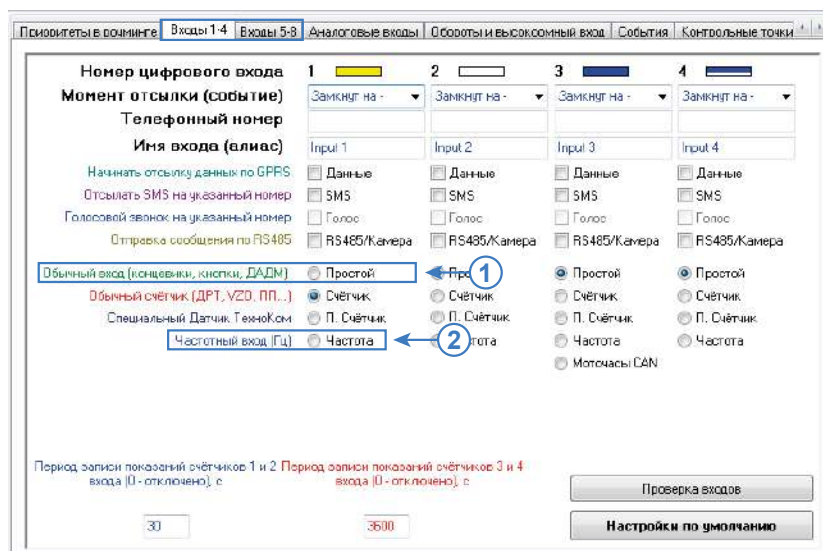 Приоритеты в роуминге Входы 1-4 Входы 5-8 Аналоговые входы Обороты и высокоомный вход События Контрольные точки
Номер цифрового входа 1 2 3 4
Момент отсылки (событие) Замкнут на - Замкнут на - Замкнут на - Замкнут на -
Телефонный номер
Имя входа (алиас) Input 1 Input 2 Input 3 Input 4
Начинать отсылку данных по GPRS Данные Данные Данные Данные
Отсылать SMS на указанный номер SMS SMS SMS SMS
Голосовой звонок на указанный номер Голос Голос Голос Голос
Отправка сообщения по RS485 RS485/Камера RS485/Камера RS485/Камера RS485/Камера
Обычный вход (концевики, кнопки, ДАДМ) Простой 1 Простой Простой
Обычный счётчик (ДРТ, VZO, ПП...) Счётчик Счётчик Счётчик Счётчик
Специальный Датчик ТехноКом П. Счётчик П. Счётчик П. Счётчик П. Счётчик
Частотный вход (Гц) Частота 2 Частота Частота
Моточасы CAN
Период записи показаний счётчиков 1 и 2 Период записи показаний счётчиков 3 и 4
входа (0 - отключено), с входа (0 - отключено), с
Проверка входов
30 3600 Настройки по умолчанию